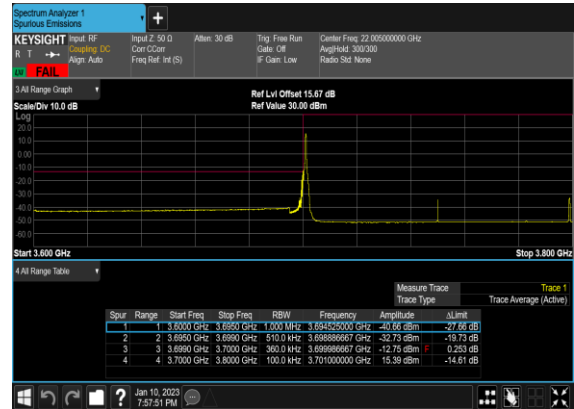 Spectrum Analyzer 1
Spurious Emissions
+
KEYSIGHT Input: RF Input Z: 50 Ω Atten: 30 dB Trig: Free Run Center Freq: 22.005000000 GHz
R T Coupling: DC Corr CCorr Gate: Off Avg|Hold: 300/300
Align: Auto Freq Ref: Int (S) IF Gain: Low Radio Std: None
LXI FAIL
3 All Range Graph
Ref Lvl Offset 15.67 dB
Scale/Div 10.0 dB Ref Value 30.00 dBm
Log
20.0
10.0
0.00
-10.0
-20.0
-30.0
-40.0
-50.0
-60.0
Start 3.600 GHz Stop 3.800 GHz
4 All Range Table
Measure Trace Trace 1
Trace Type Trace Average (Active)
Spur Range Start Freq Stop Freq RBW Frequency Amplitude ΔLimit
1 1 3.6000 GHz 3.6950 GHz 1.000 MHz 3.694525000 GHz -40.66 dBm -27.66 dB
2 2 3.6950 GHz 3.6990 GHz 510.0 kHz 3.698886667 GHz -32.73 dBm -19.73 dB
3 3 3.6990 GHz 3.7000 GHz 360.0 kHz 3.699986667 GHz -12.75 dBm F 0.253 dB
4 4 3.7000 GHz 3.8000 GHz 100.0 kHz 3.701000000 GHz 15.39 dBm -14.61 dB
? Jan 10, 2023
7:57:51 PM